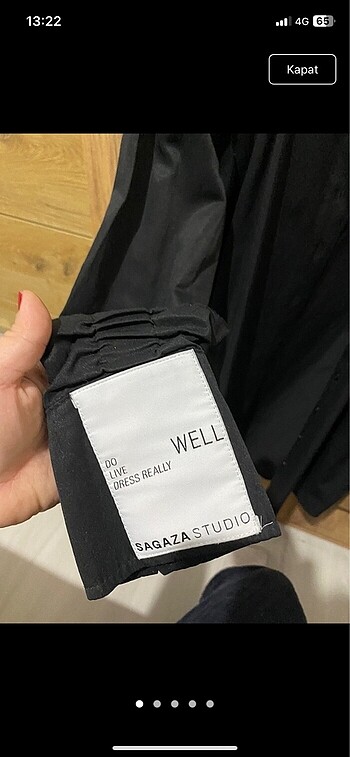 13:22
4G 65
Kapat
WELL
DO
LIVE
DRESS REALLY
SAGAZA STUDIO